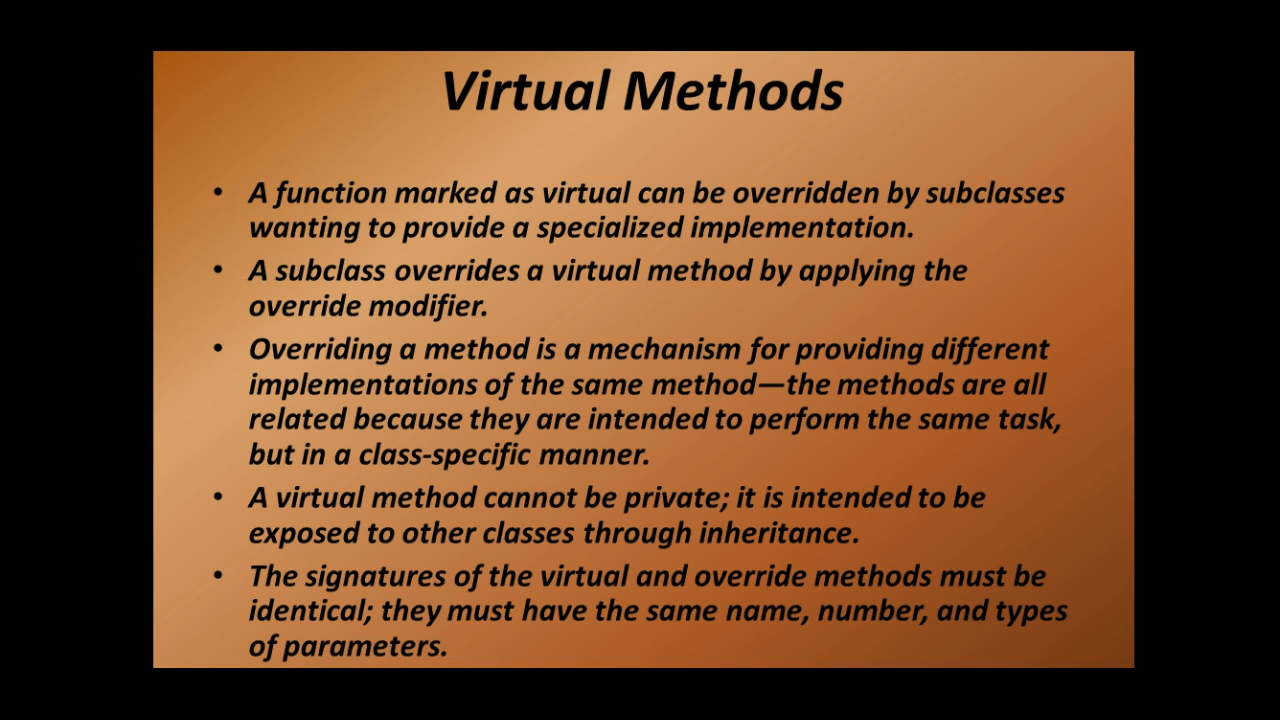 Virtual Methods
• A function marked as virtual can be overridden by subclasses
wanting to provide a specialized implementation.
• A subclass overrides a virtual method by applying the
override modifier.
• Overriding a method is a mechanism for providing different
implementations of the same method—the methods are all
related because they are intended to perform the same task,
but in a class-specific manner.
• A virtual method cannot be private; it is intended to be
exposed to other classes through inheritance.
• The signatures of the virtual and override methods must be
identical; they must have the same name, number, and types
of parameters.